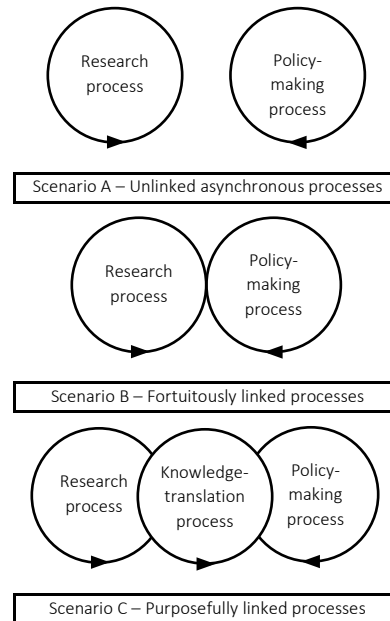 Research
process
Policy-
making
process
Scenario A – Unlinked asynchronous processes
Research
process
Policy-
making
process
Scenario B – Fortuitously linked processes
Research
process
Knowledge-
translation
process
Policy-
making
process
Scenario C – Purposefully linked processes